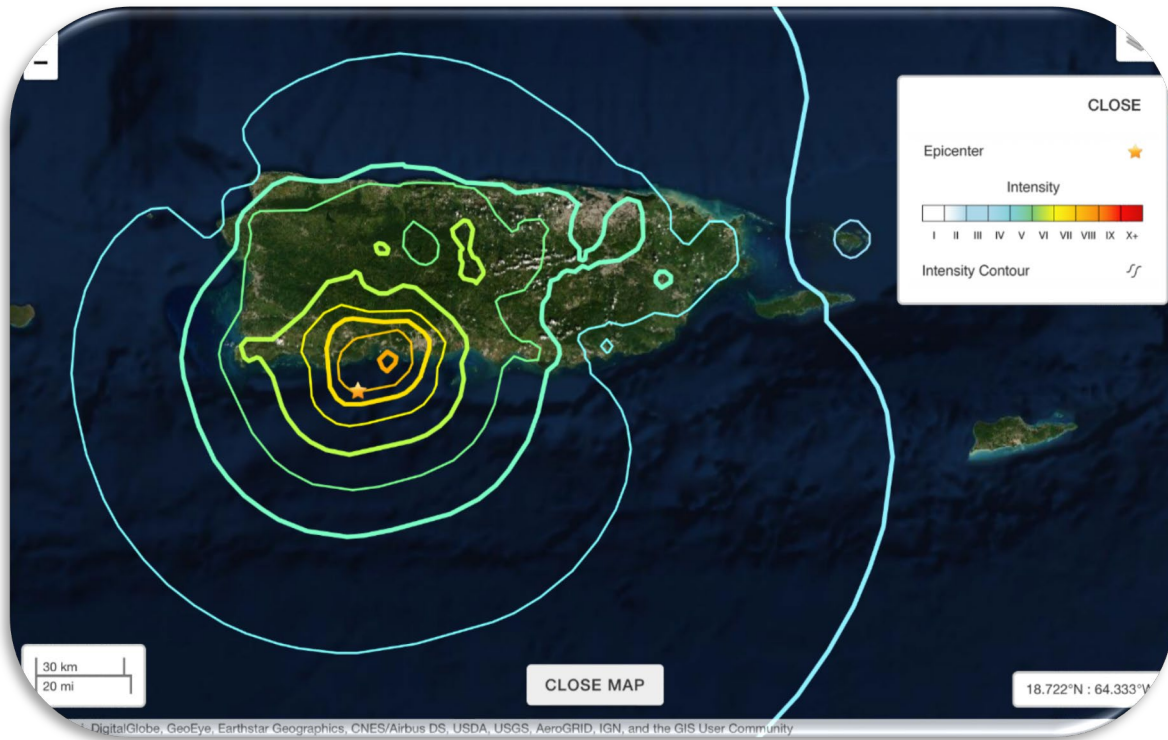 −
CLOSE
Epicenter
Intensity
I II III IV V VI VII VIII IX X+
Intensity Contour
30 km
20 mi
CLOSE MAP
18.722°N : 64.333°W
DigitalGlobe, GeoEye, Earthstar Geographics, CNES/Airbus DS, USDA, USGS, AeroGRID, IGN, and the GIS User Community